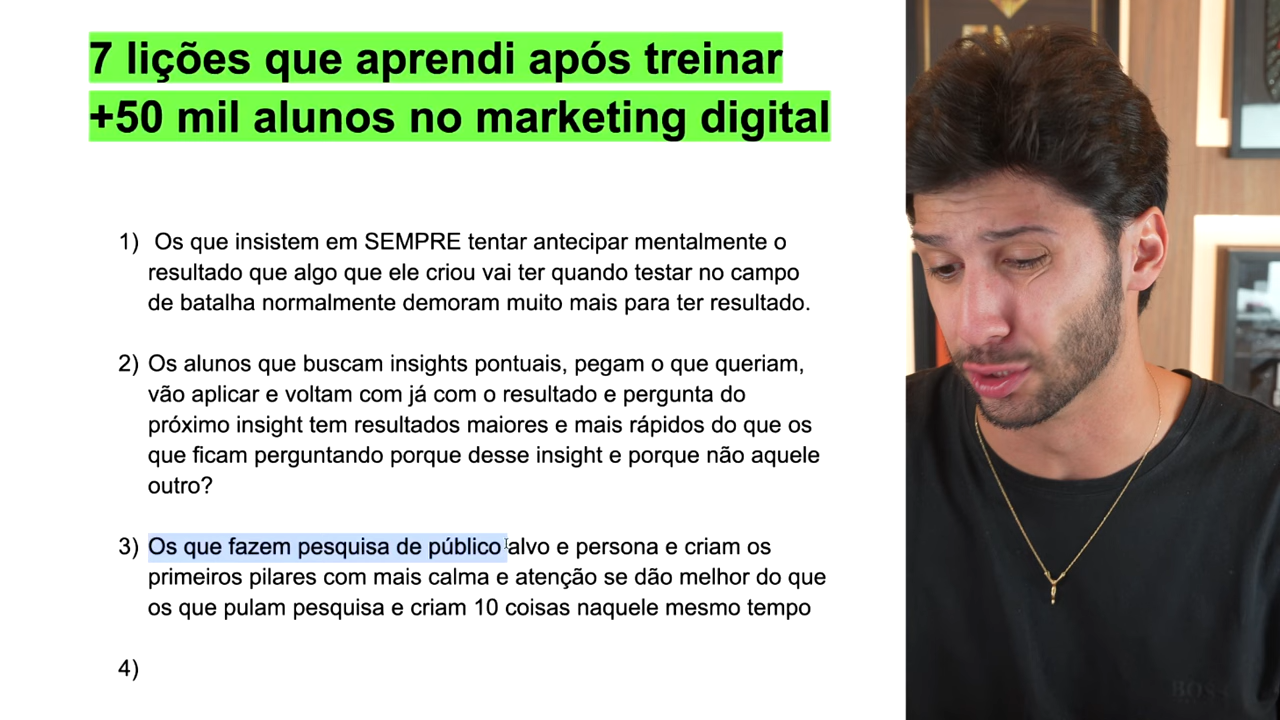 7 lições que aprendi após treinar
+50 mil alunos no marketing digital
1) Os que insistem em SEMPRE tentar antecipar mentalmente o
resultado que algo que ele criou vai ter quando testar no campo
de batalha normalmente demoram muito mais para ter resultado.
2) Os alunos que buscam insights pontuais, pegam o que queriam,
vão aplicar e voltam com já com o resultado e pergunta do
próximo insight tem resultados maiores e mais rápidos do que os
que ficam perguntando porque desse insight e porque não aquele
outro?
3) Os que fazem pesquisa de público alvo e persona e criam os
primeiros pilares com mais calma e atenção se dão melhor do que
os que pulam pesquisa e criam 10 coisas naquele mesmo tempo
4)
BOSS